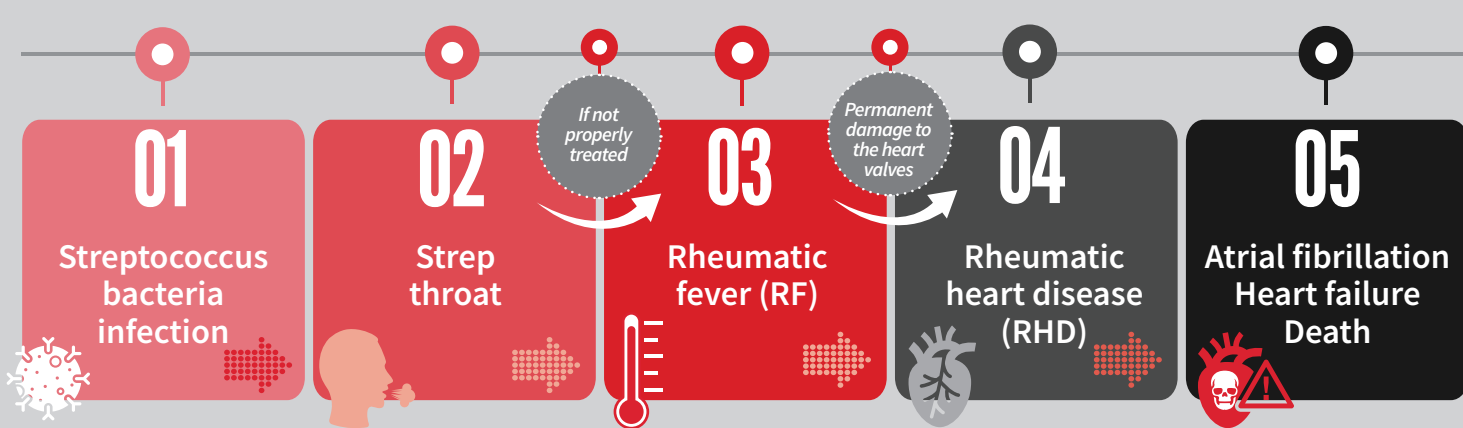 01
Streptococcus
bacteria
infection
02
Strep
throat
If not
properly
treated
03
Rheumatic
fever (RF)
Permanent
damage to
the heart
valves
04
Rheumatic
heart disease
(RHD)
05
Atrial fibrillation
Heart failure
Death
!